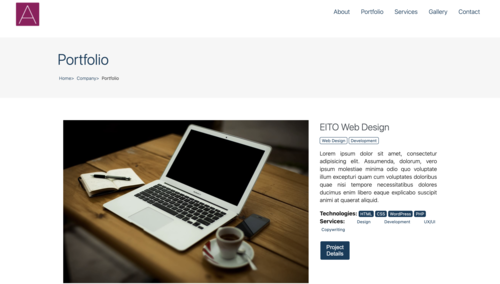 A
About Portfolio Services Gallery Contact
Portfolio
Home> Company> Portfolio
EITO Web Design
Web Design Development
Lorem ipsum dolor sit amet, consectetur
adipisicing elit. Assumenda, dolorum, vero
ipsum molestiae minima odio quo voluptate
illum excepturi quam cum voluptates doloribus
quae nisi tempore necessitatibus dolores
ducimus enim libero eaque explicabo suscipit
animi at quaerat aliquid.
Technologies: HTML CSS WordPress PHP
Services: Design Development UX/UI
Copywriting
Project
Details